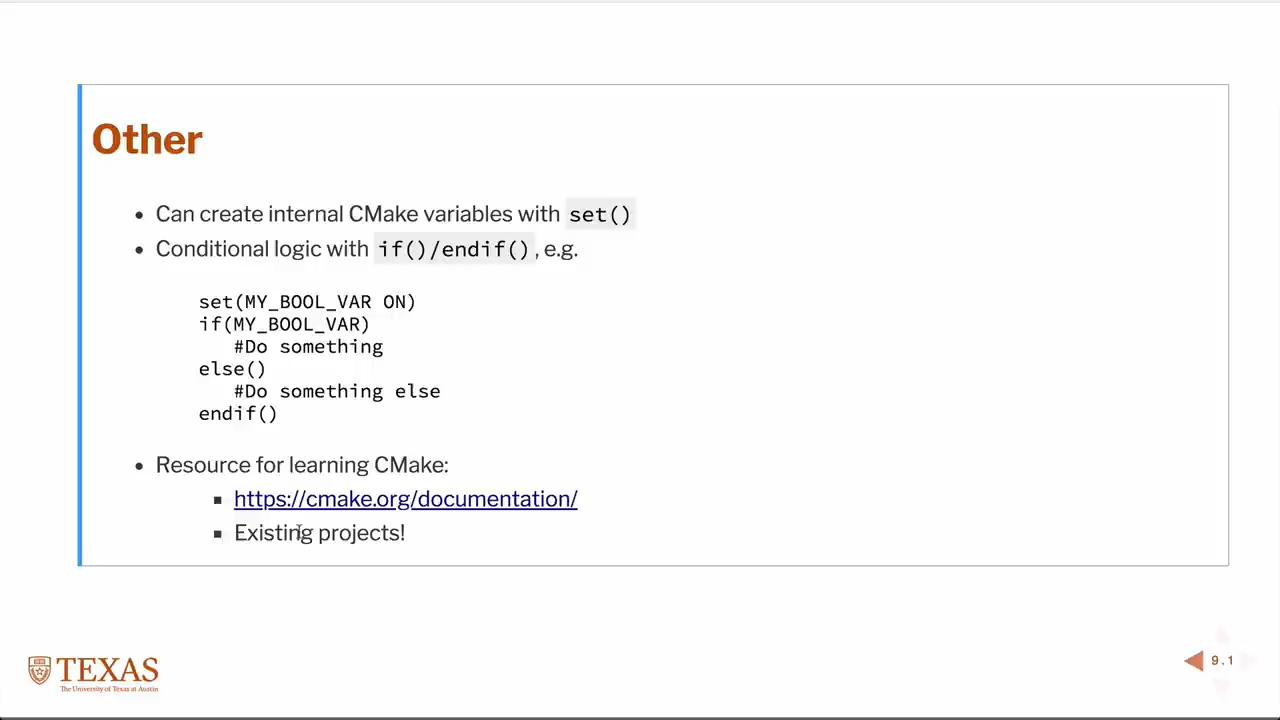 Other
• Can create internal CMake variables with set()
• Conditional logic with if()/endif(), e.g.
set(MY_BOOL_VAR ON)
if(MY_BOOL_VAR)
   #Do something
else()
   #Do something else
endif()
• Resource for learning CMake:
▪ https://cmake.org/documentation/
▪ Existing projects!
TEXAS
The University of Texas at Austin
9.1